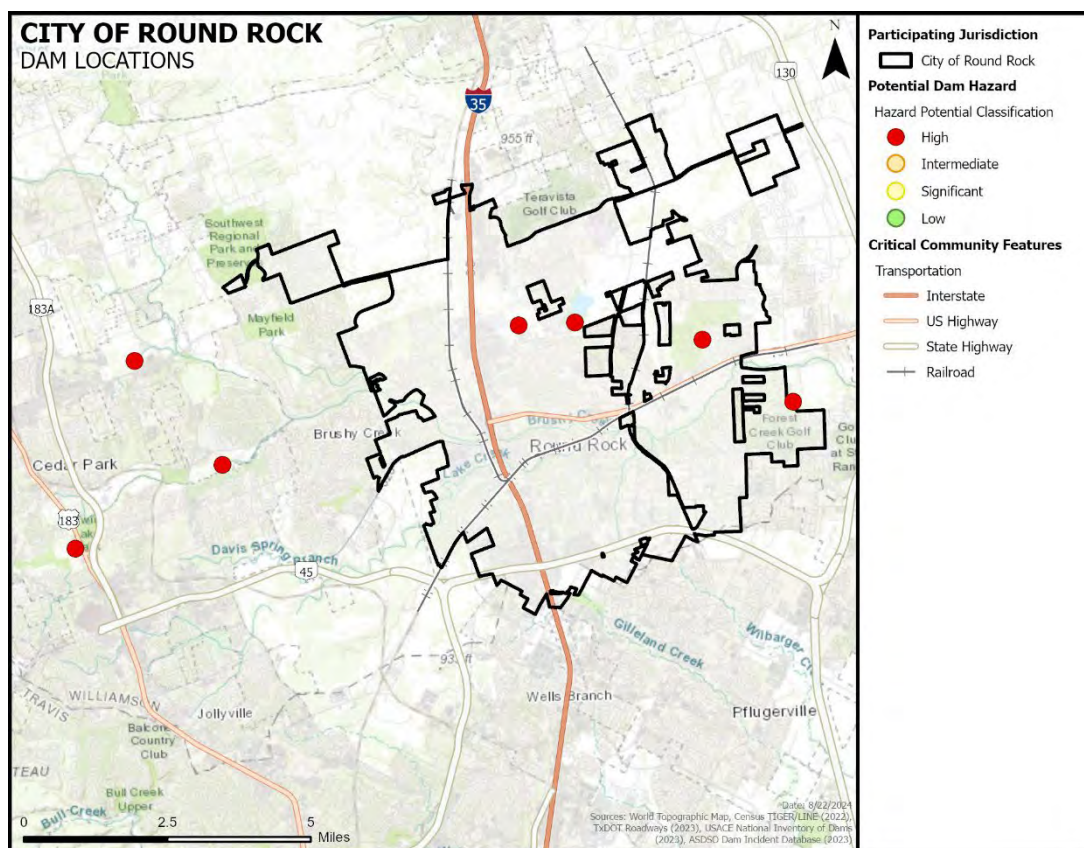 CITY OF ROUND ROCK
DAM LOCATIONS
N
35
130
955 ft
Teravista
Golf Club
Southwest
Regional
Park and
Preserve
183A
Mayfield
Park
Brushy Creek
Brushy Creek
Round Rock
Lake Creek
Forest
Creek Golf
Club
Cedar Park
183
Davis Spring Branch
45
Gilleland Creek
WILLIAMSON
TRAVIS
Jollyville
Wells Branch
Pflugerville
Balcones
Country
Club
TEAU
Bull Creek
Upper
Bull Creek
0
2.5
5
Miles
Date: 8/22/2024
Sources: World Topographic Map, Census TIGER/LINE (2022),
TxDOT Roadways (2023), USACE National Inventory of Dams
(2023), ASDSO Dam Incident Database (2023)
Participating Jurisdiction
City of Round Rock
Potential Dam Hazard
Hazard Potential Classification
High
Intermediate
Significant
Low
Critical Community Features
Transportation
Interstate
US Highway
State Highway
Railroad